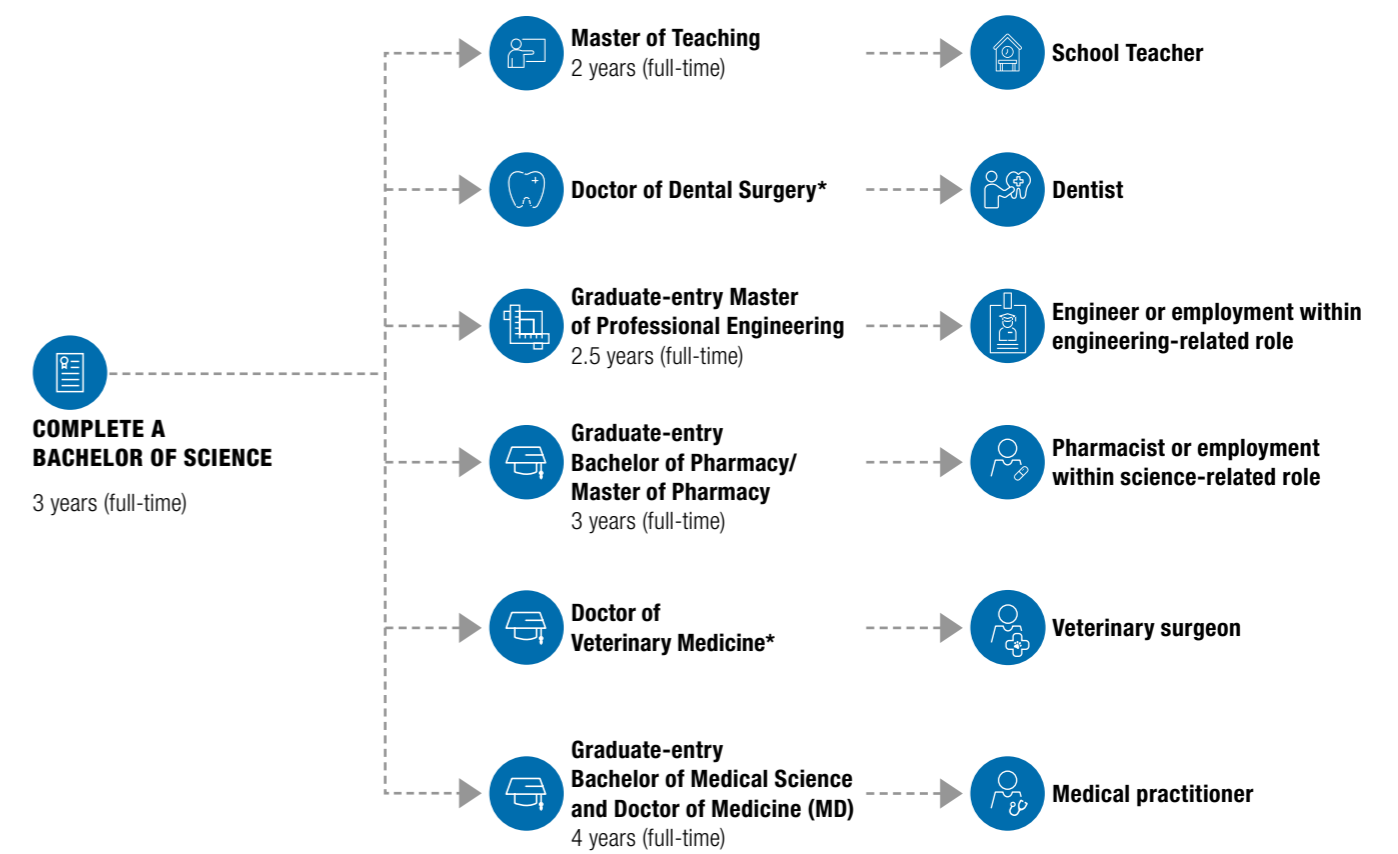 COMPLETE A
BACHELOR OF SCIENCE
3 years (full-time)
Master of Teaching
2 years (full-time)
School Teacher
Doctor of Dental Surgery*
Dentist
Graduate-entry Master
of Professional Engineering
2.5 years (full-time)
Engineer or employment within
engineering-related role
Graduate-entry
Bachelor of Pharmacy/
Master of Pharmacy
3 years (full-time)
Pharmacist or employment
within science-related role
Doctor of
Veterinary Medicine*
Veterinary surgeon
Graduate-entry
Bachelor of Medical Science
and Doctor of Medicine (MD)
4 years (full-time)
Medical practitioner